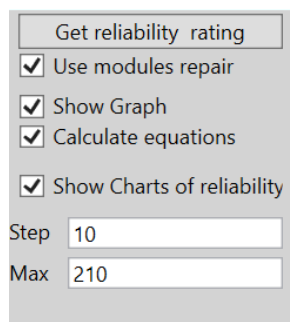 Get reliability rating
Use modules repair
Show Graph
Calculate equations
Show Charts of reliability
Step 10
Max 210